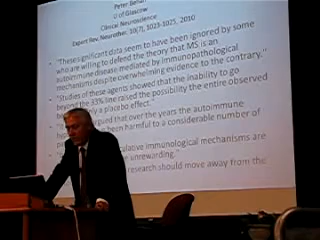 Peter Behan
U of Glasgow
Clinical Neuroscience
Expert Rev. Neurother. 10(7), 1023-1025, 2010
"These significant data seem to have been ignored by some
who are willing to defend the theory that MS is an
autoimmune disease mediated by immunopathological
mechanisms despite overwhelming evidence to the contrary."
"Studies of these agents showed that the inability to go
beyond the 33% line raised the possibility the entire observed
a placebo effect."
that over the years the autoimmune
been harmful to a considerable number of
immunological mechanisms are
unrewarding."
research should move away from the